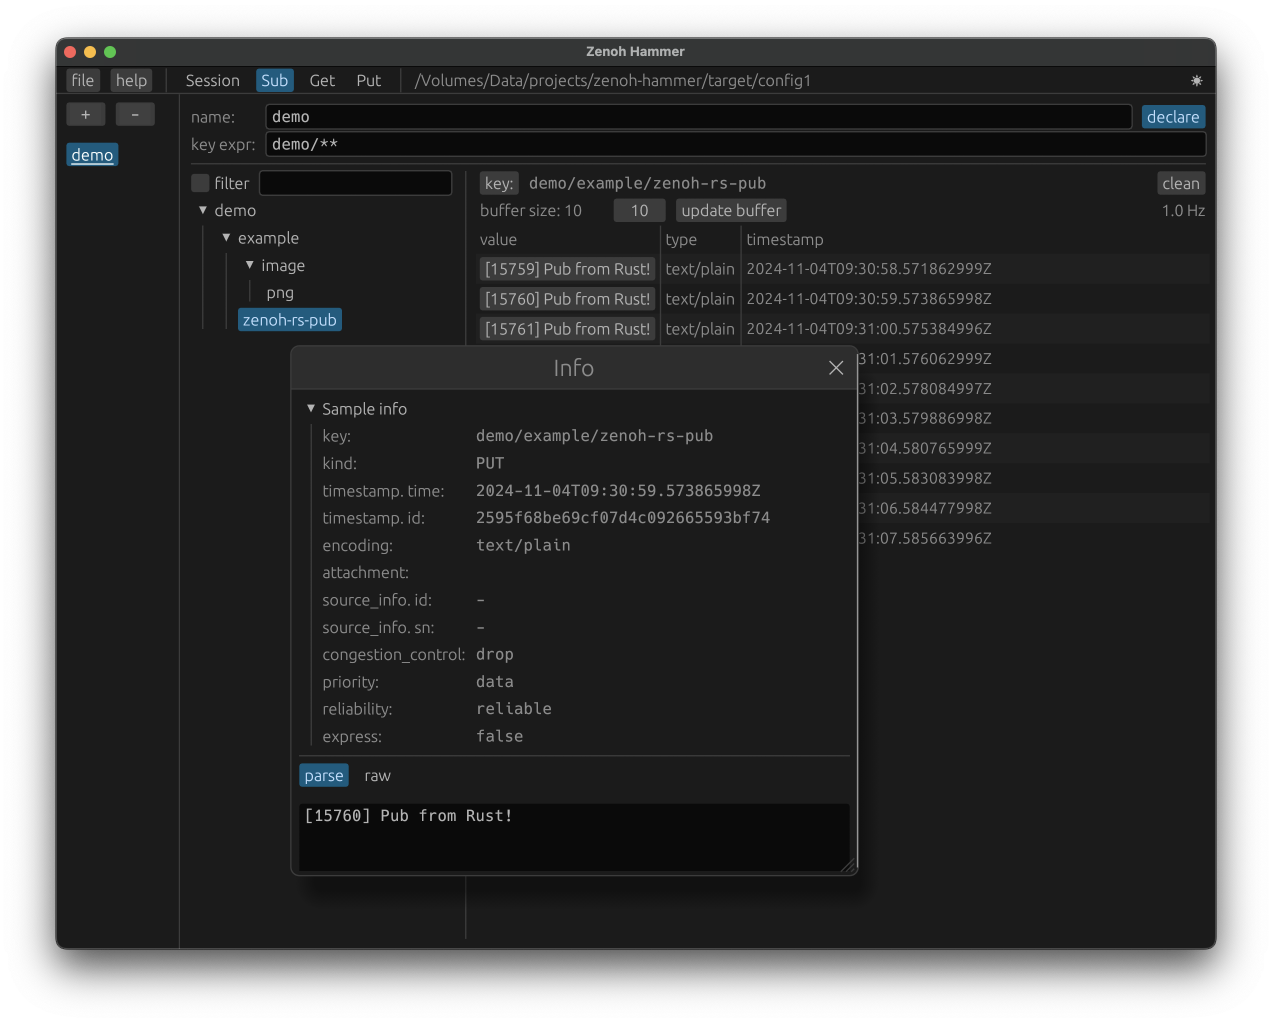 Zenoh Hammer
file help Session Sub Get Put /Volumes/Data/projects/zenoh-hammer/target/config1
+ -
demo
name: demo declare
key expr: demo/**
filter
demo
example
image
png
zenoh-rs-pub
key: demo/example/zenoh-rs-pub clean
buffer size: 10 10 update buffer 1.0 Hz
value type timestamp
[15759] Pub from Rust! text/plain 2024-11-04T09:30:58.571862999Z
[15760] Pub from Rust! text/plain 2024-11-04T09:30:59.573865998Z
[15761] Pub from Rust! text/plain 2024-11-04T09:31:00.575384996Z
31:01.576062999Z
31:02.578084997Z
31:03.579886998Z
31:04.580765999Z
31:05.583083998Z
31:06.584477998Z
31:07.585663996Z
Info
Sample info
key: demo/example/zenoh-rs-pub
kind: PUT
timestamp. time: 2024-11-04T09:30:59.573865998Z
timestamp. id: 2595f68be69cf07d4c092665593bf74
encoding: text/plain
attachment:
source_info. id: -
source_info. sn: -
congestion_control: drop
priority: data
reliability: reliable
express: false
parse raw
[15760] Pub from Rust!